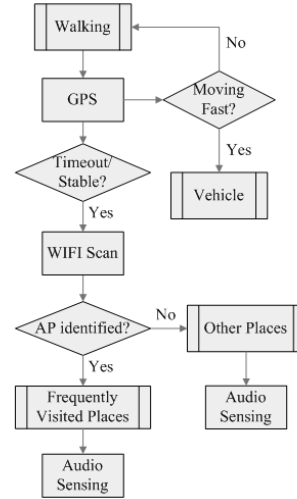 Walking
No
GPS
Moving
Fast?
Timeout/
Stable?
Yes
Vehicle
Yes
WIFI Scan
AP identified?
No
Other Places
Yes
Frequently
Visited Places
Audio
Sensing
Audio
Sensing